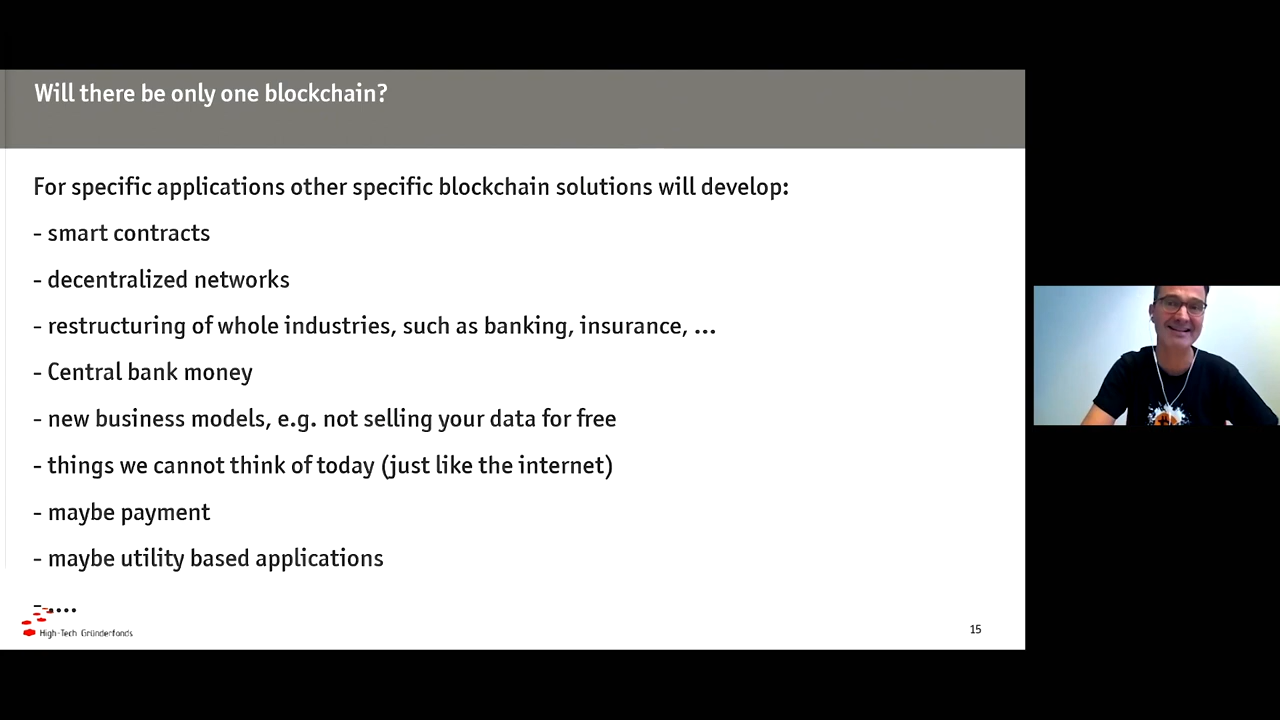 Will there be only one blockchain?
For specific applications other specific blockchain solutions will develop:
- smart contracts
- decentralized networks
- restructuring of whole industries, such as banking, insurance, ...
- Central bank money
- new business models, e.g. not selling your data for free
- things we cannot think of today (just like the internet)
- maybe payment
- maybe utility based applications
- ....
High-Tech Gründerfonds
15